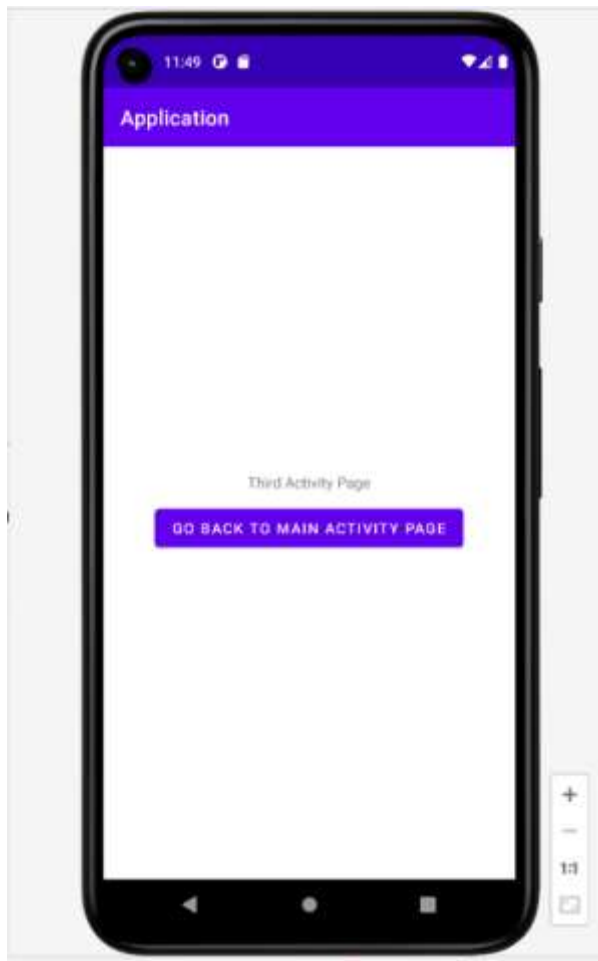 11:49
Application
Third Activity Page
GO BACK TO MAIN ACTIVITY PAGE
1:1